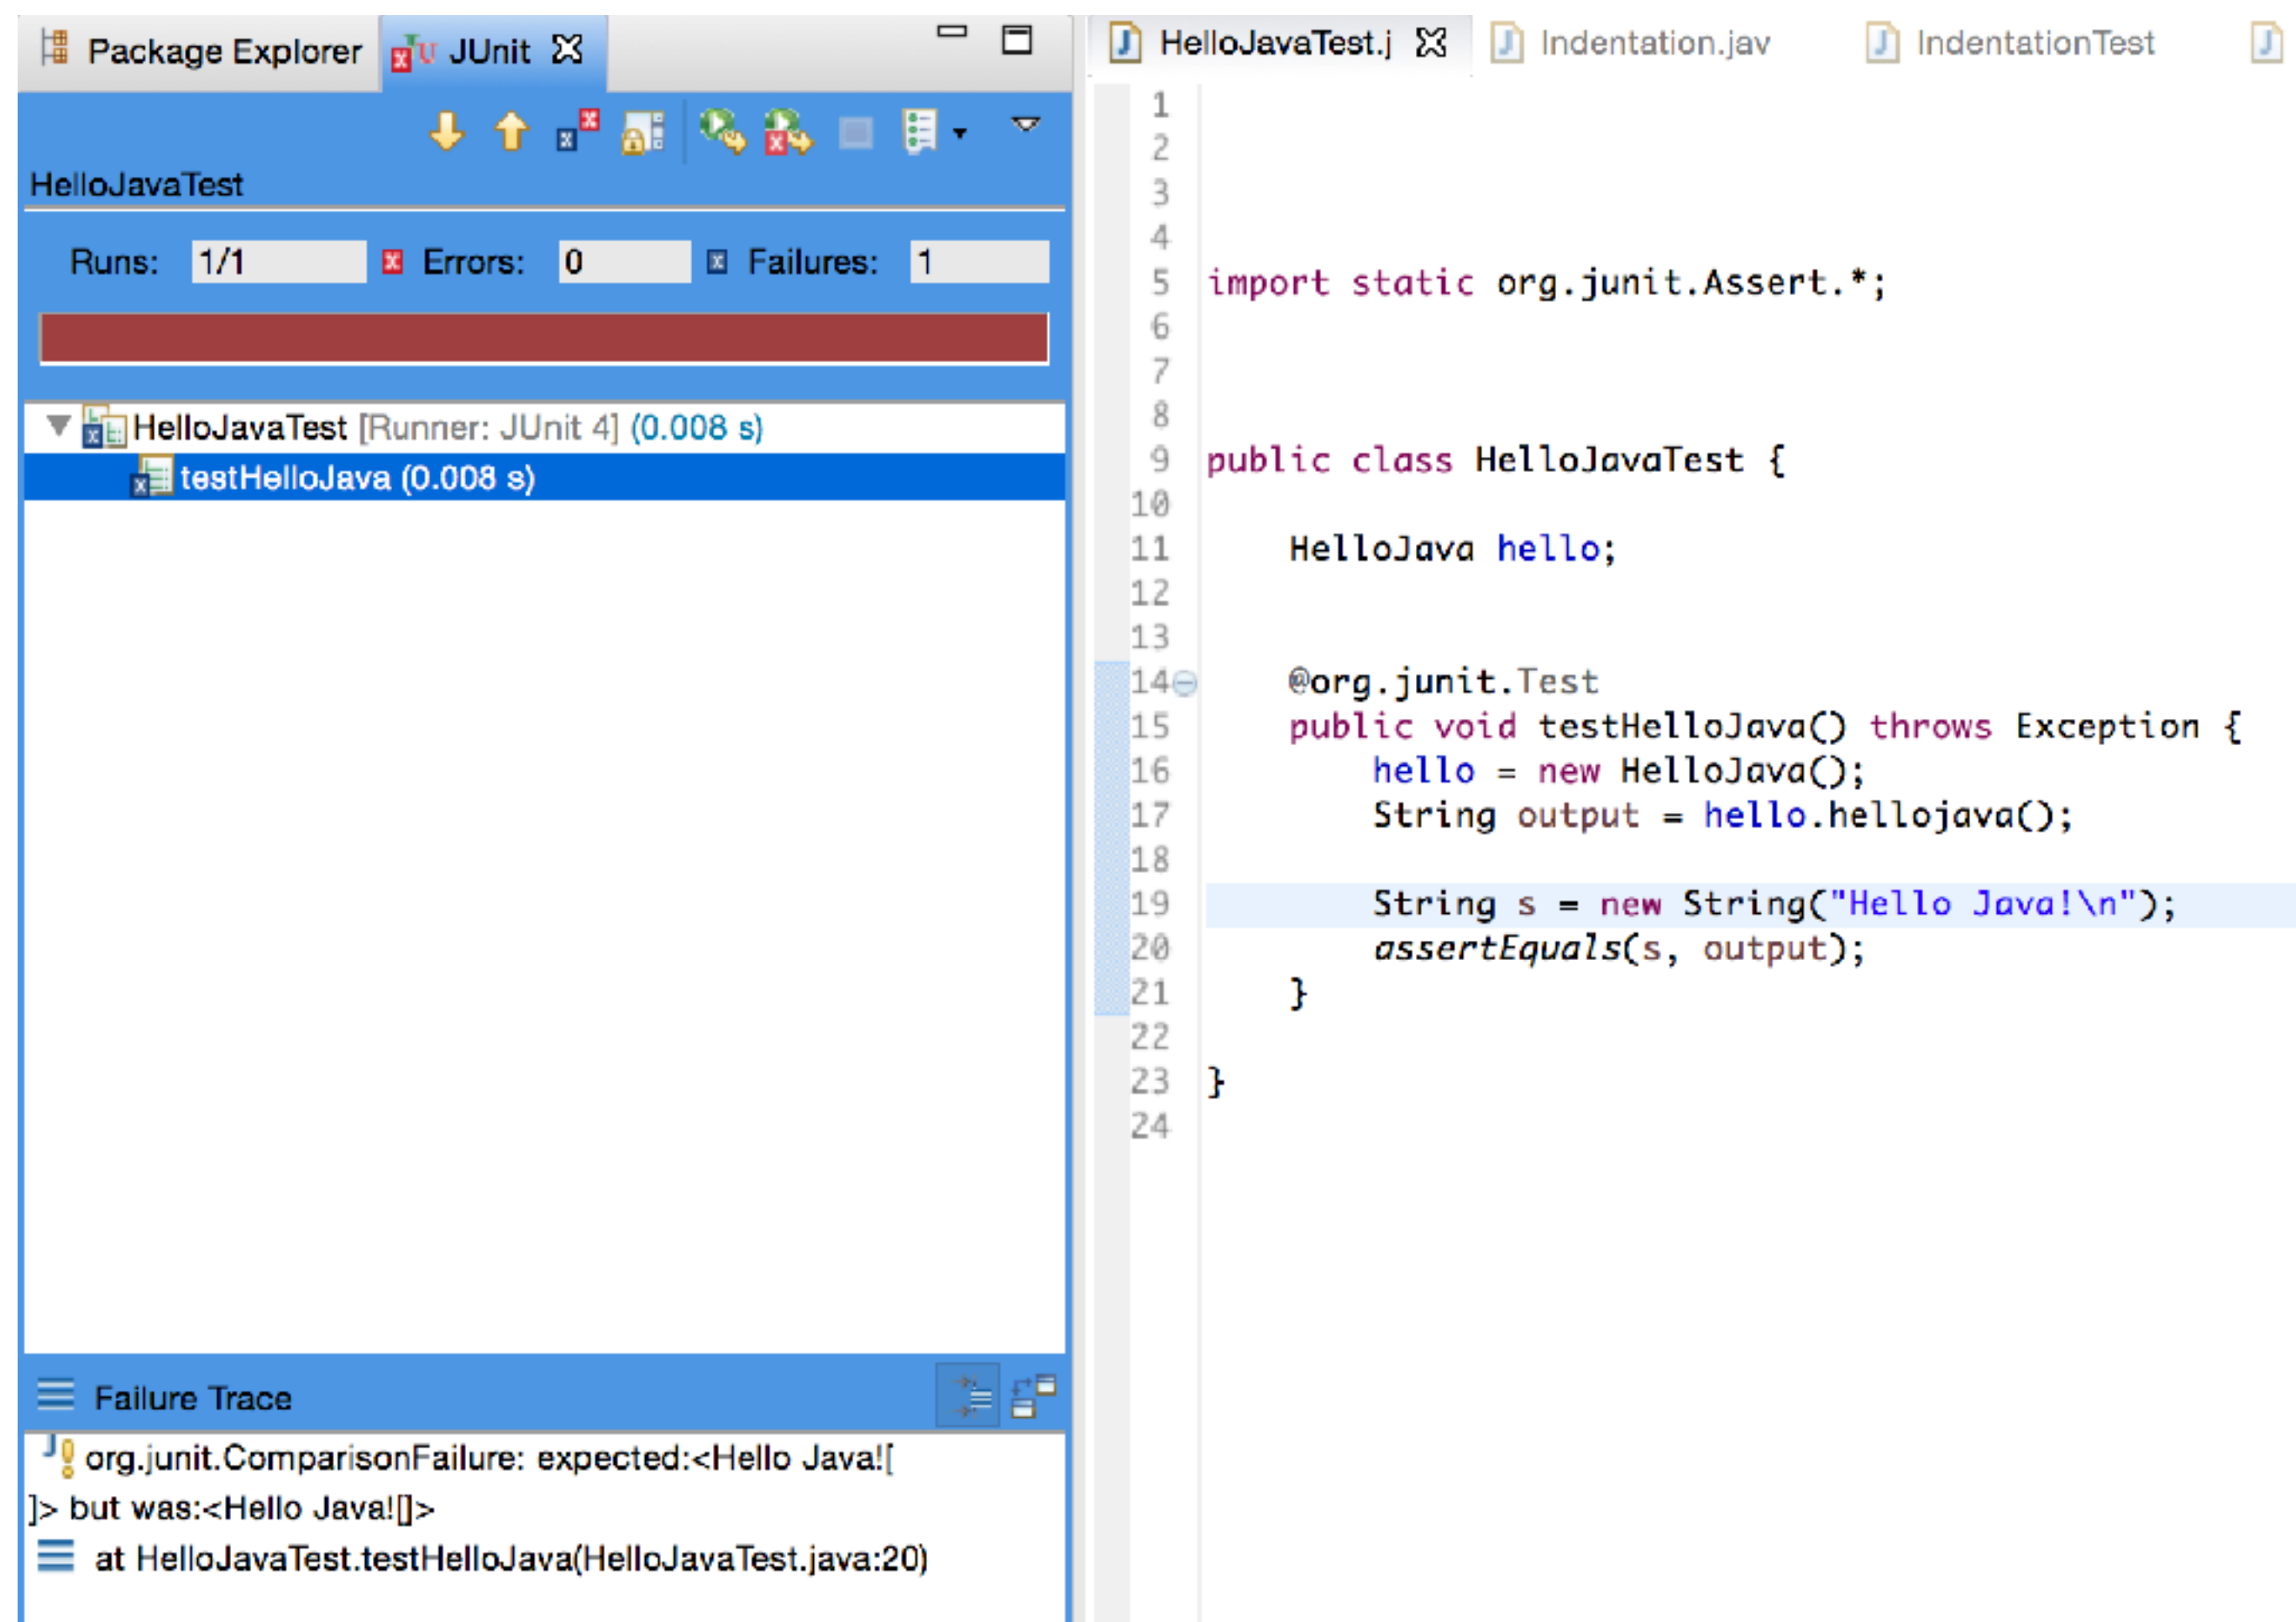 Package Explorer
JUnit
HelloJavaTest
Runs: 1/1 Errors: 0 Failures: 1
HelloJavaTest [Runner: JUnit 4] (0.008 s)
testHelloJava (0.008 s)
Failure Trace
org.junit.ComparisonFailure: expected:<Hello Java![
]> but was:<Hello Java![]>
at HelloJavaTest.testHelloJava(HelloJavaTest.java:20)
HelloJavaTest.j
Indentation.jav
IndentationTest
1
2
3
4
5 import static org.junit.Assert.*;
6
7
8
9 public class HelloJavaTest {
10
11 HelloJava hello;
12
13
14 @org.junit.Test
15 public void testHelloJava() throws Exception {
16 hello = new HelloJava();
17 String output = hello.hellojava();
18
19 String s = new String("Hello Java!\n");
20 assertEquals(s, output);
21 }
22
23 }
24